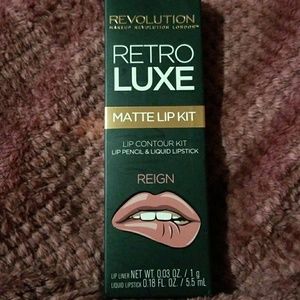 REVOLUTION
MAKEUP REVOLUTION LONDON™
RETRO
LUXE
MATTE LIP KIT
LIP CONTOUR KIT
LIP PENCIL & LIQUID LIPSTICK
REIGN
LIP LINER NET WT. 0.03 OZ. / 1 g
LIQUID LIPSTICK 0.18 FL. OZ. / 5.5 mL